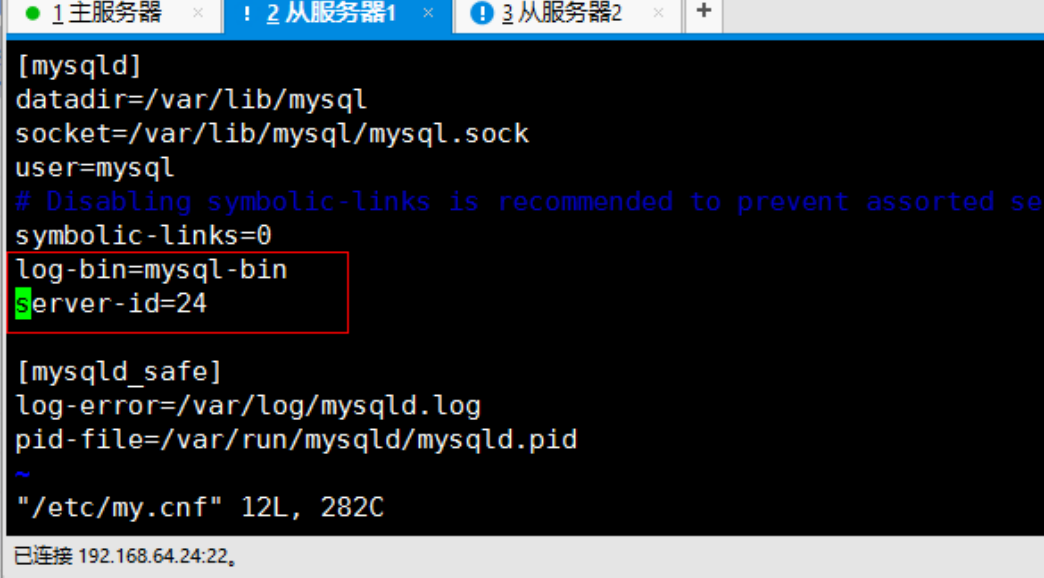 1 主服务器 × ! 2 从服务器1 × ! 3 从服务器2 × +
[mysqld]
datadir=/var/lib/mysql
socket=/var/lib/mysql/mysql.sock
user=mysql
# Disabling symbolic-links is recommended to prevent assorted se
symbolic-links=0
log-bin=mysql-bin
server-id=24
[mysqld_safe]
log-error=/var/log/mysqld.log
pid-file=/var/run/mysqld/mysqld.pid
~
"/etc/my.cnf" 12L, 282C
已连接 192.168.64.24:22。